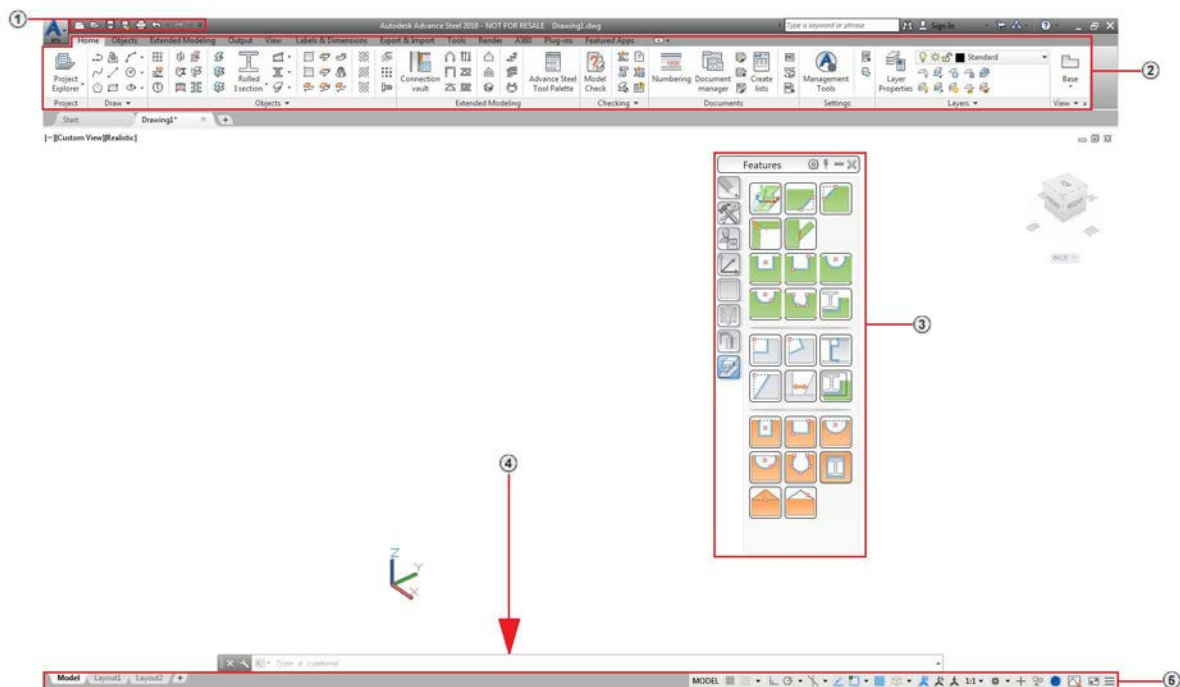 1
Autodesk Advance Steel 2018 - NOT FOR RESALE Drawing1.dwg
Type a keyword or phrase
Sign In
STL
Home Objects Extended Modeling Output View Labels & Dimensions Export & Import Tools Render A360 Plug-ins Featured Apps
2
Project Explorer
Rolled I section
Connection vault
Advance Steel Tool Palette
Model Check
Numbering
Document manager
Create lists
Management Tools
Layer Properties
Standard
Base
Project Draw Objects Extended Modeling Checking Documents Settings Layers View
Start Drawing1*
[-][Custom View][Realistic]
Features
FRONT RIGHT
WCS
3
4
Z
Y
X
Type a command
Model Layout1 Layout2 +
MODEL
1:1
5